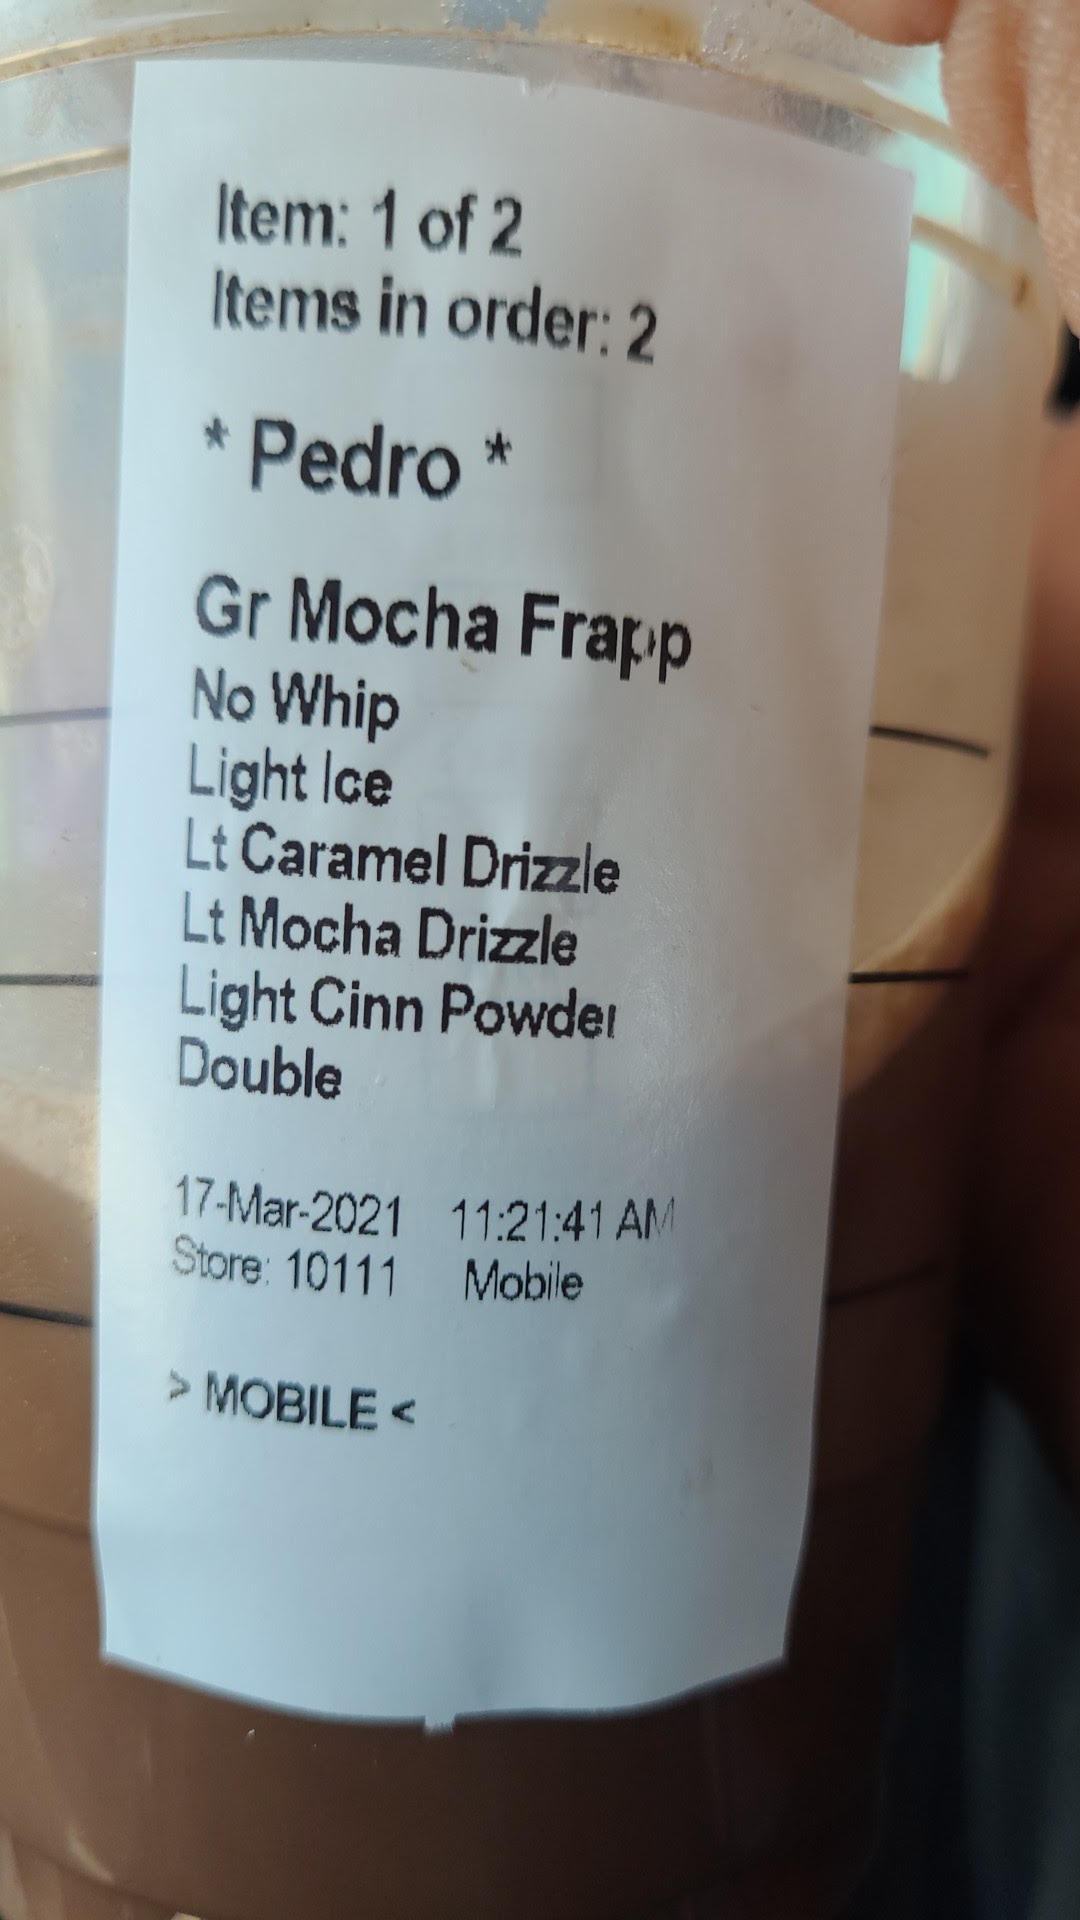 Item: 1 of 2
Items in order: 2
* Pedro *
Gr Mocha Frapp
No Whip
Light Ice
Lt Caramel Drizzle
Lt Mocha Drizzle
Light Cinn Powder
Double
17-Mar-2021 11:21:41 AM
Store: 10111 Mobile
> MOBILE <